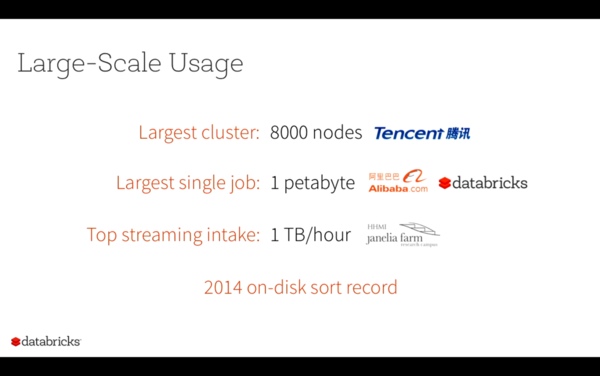 Large-Scale Usage
Largest cluster: 8000 nodes Tencent 腾讯
Largest single job: 1 petabyte 阿里巴巴 Alibaba.com databricks
Top streaming intake: 1 TB/hour HHMI janelia farm research campus
2014 on-disk sort record
databricks